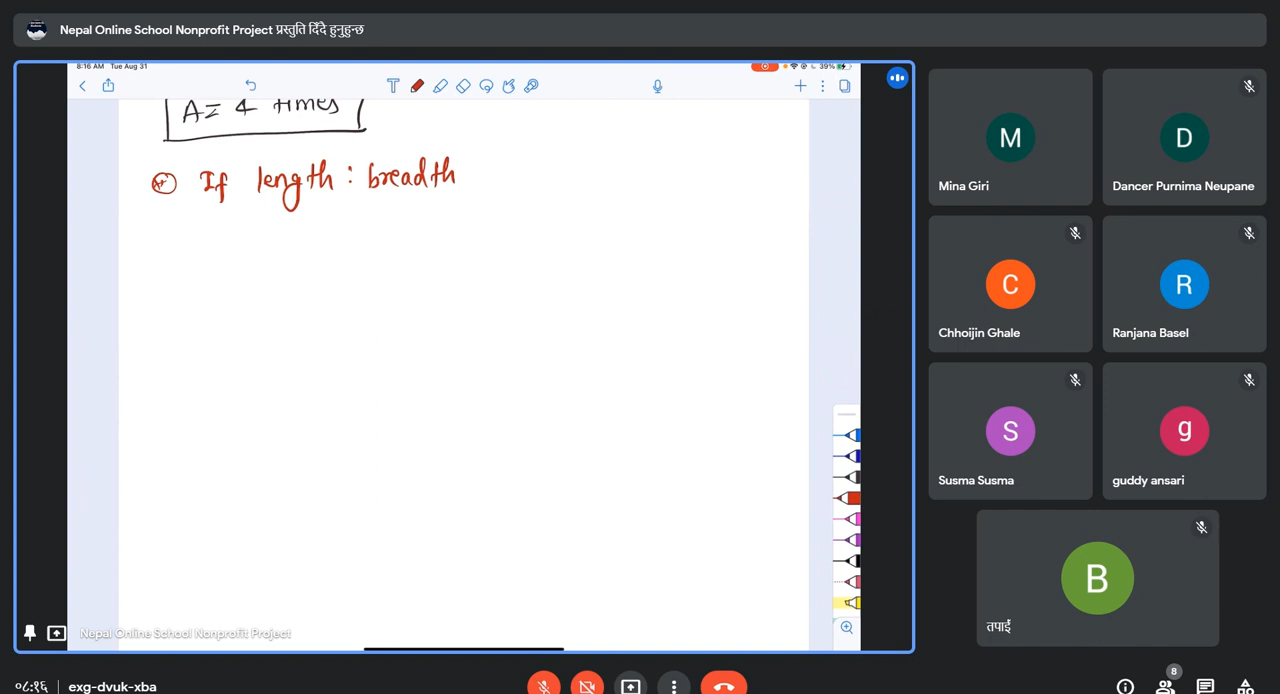 Nepal Online School Nonprofit Project प्रस्तुति दिँदै हुनुहुन्छ
8:16 AM Tue Aug 31
39%
A = 4 times
If length : breadth
Nepal Online School Nonprofit Project
M
Mina Giri
D
Dancer Purnima Neupane
C
Chhoijin Ghale
R
Ranjana Basel
S
Susma Susma
g
guddy ansari
B
तपाईं
०८:१६ | exg-dvuk-xba
8